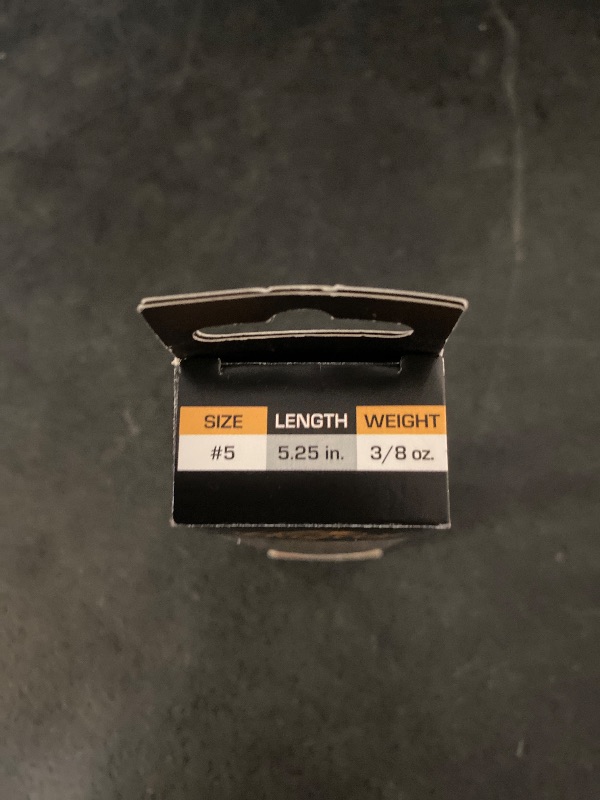 SIZE LENGTH WEIGHT
#5 5.25 in. 3/8 oz.